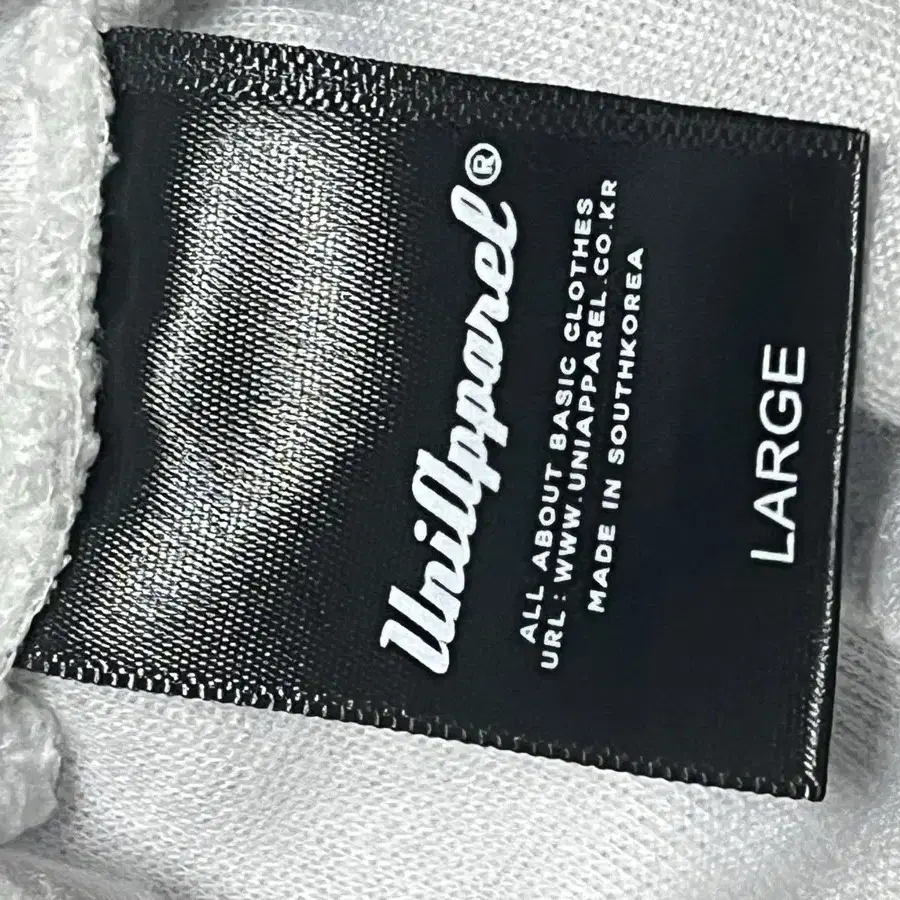 UniApparel®
ALL ABOUT BASIC CLOTHES
URL : WWW.UNIAPPAREL.CO.KR
MADE IN SOUTHKOREA
LARGE